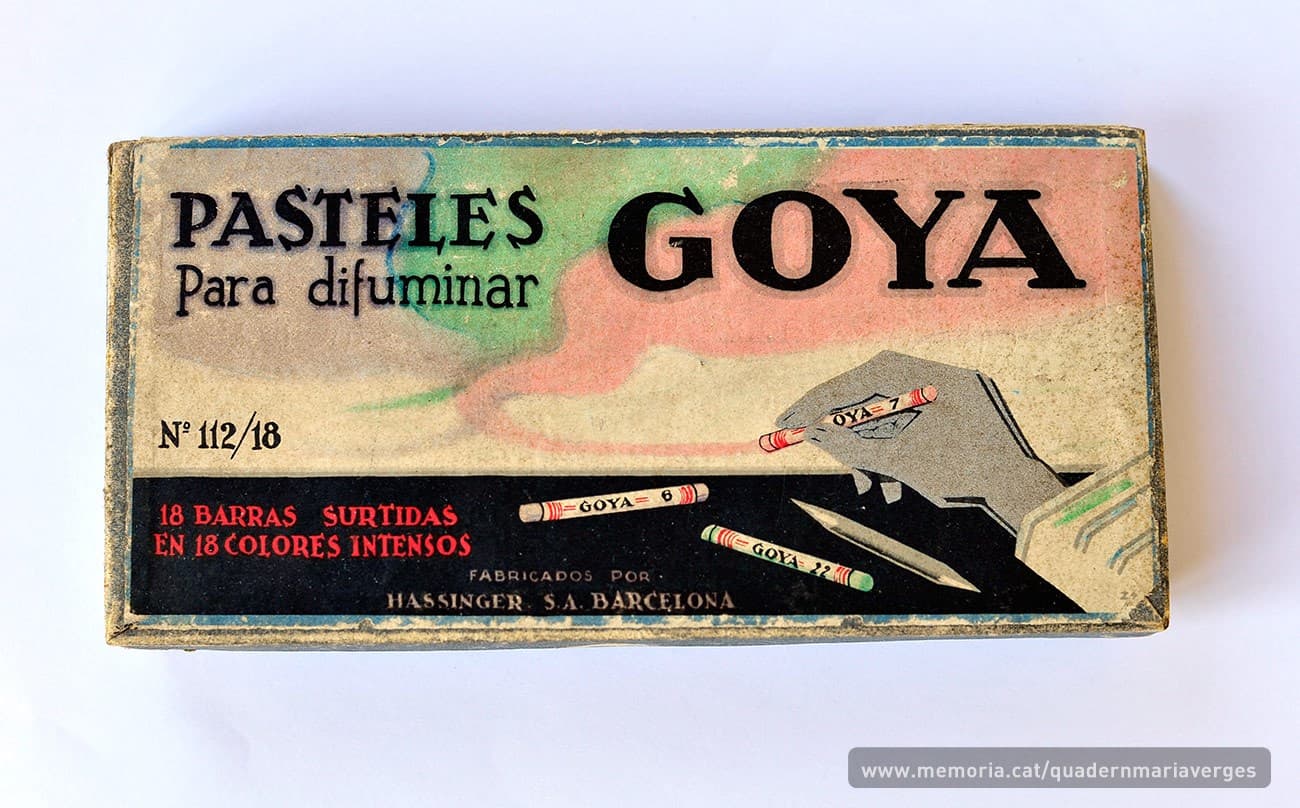 PASTELES
GOYA
Para difuminar
Nº 112/18
OYA= 7
=GOYA= 6
=GOYA= 22
18 BARRAS SURTIDAS
EN 18 COLORES INTENSOS
FABRICADOS POR
HASSINGER S.A. BARCELONA
www.memoria.cat/quadernmariaverges